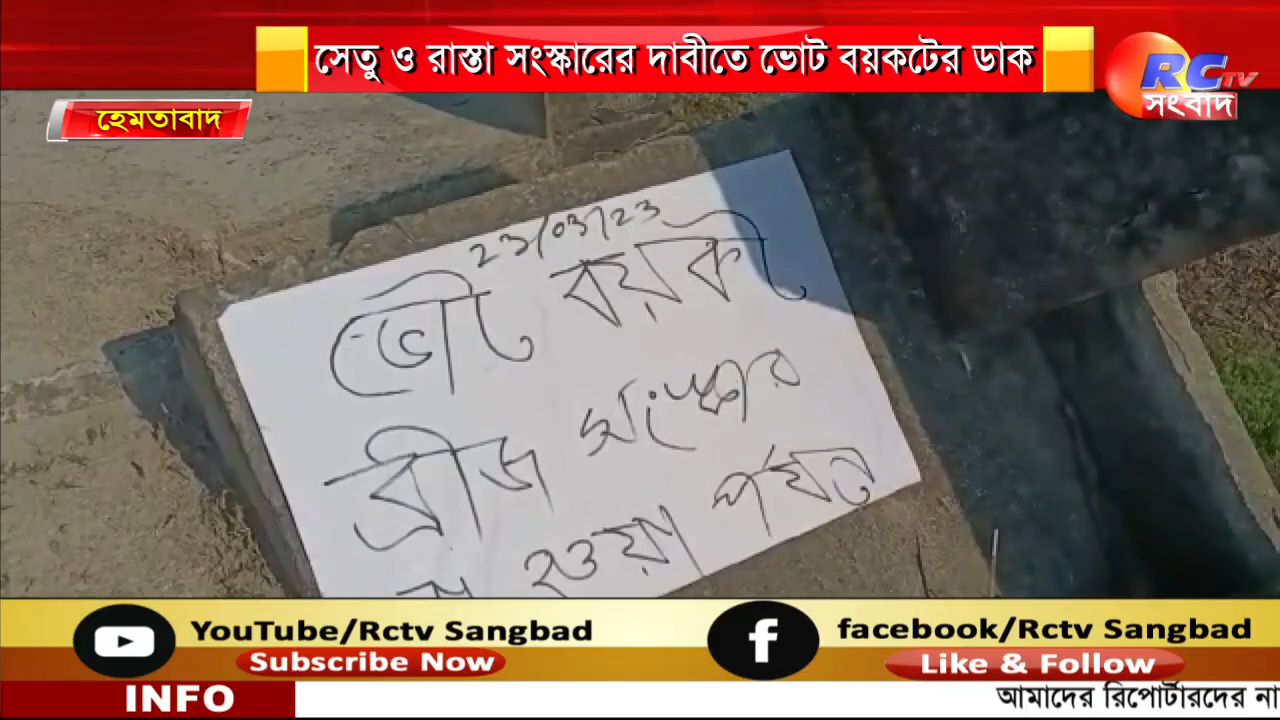 সেতু ও রাস্তা সংস্কারের দাবীতে ভোট বয়কটের ডাক
RCTV
সংবাদ
হেমতাবাদ
23/03/23
ভোট বয়কট
ব্রীজ সংস্কার
না হওয়া পর্যন্ত
YouTube/Rctv Sangbad
Subscribe Now
facebook/Rctv Sangbad
Like & Follow
INFO
আমাদের রিপোর্টারদের না